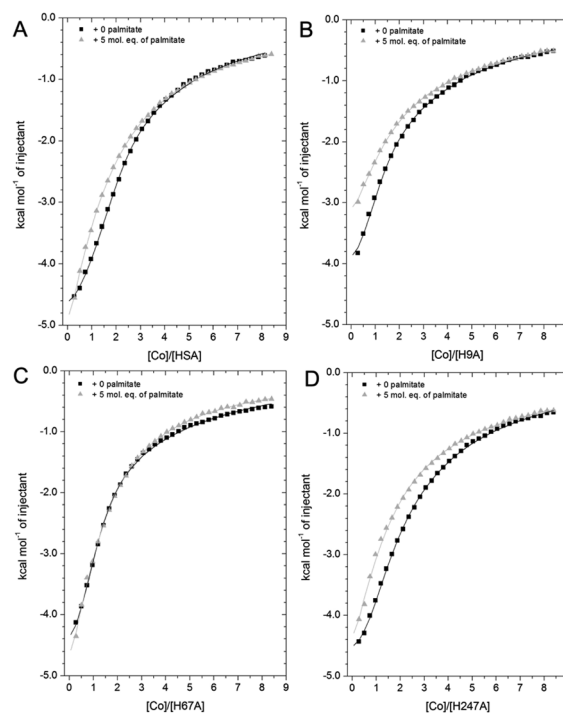 A
+ 0 palmitate
+ 5 mol. eq. of palmitate
0.0
-1.0
-2.0
-3.0
-4.0
-5.0
kcal mol⁻¹ of injectant
0 1 2 3 4 5 6 7 8 9
[Co]/[HSA]
B
+ 0 palmitate
+ 5 mol. eq. of palmitate
0.0
-1.0
-2.0
-3.0
-4.0
-5.0
kcal mol⁻¹ of injectant
0 1 2 3 4 5 6 7 8
[Co]/[H9A]
C
+ 0 palmitate
+ 5 mol. eq. of palmitate
0.0
-1.0
-2.0
-3.0
-4.0
-5.0
kcal mol⁻¹ of injectant
0 1 2 3 4 5 6 7 8 9
[Co]/[H67A]
D
+ 0 palmitate
+ 5 mol. eq. of palmitate
0.0
-1.0
-2.0
-3.0
-4.0
-5.0
kcal mol⁻¹ of injectant
0 1 2 3 4 5 6 7 8
[Co]/[H247A]